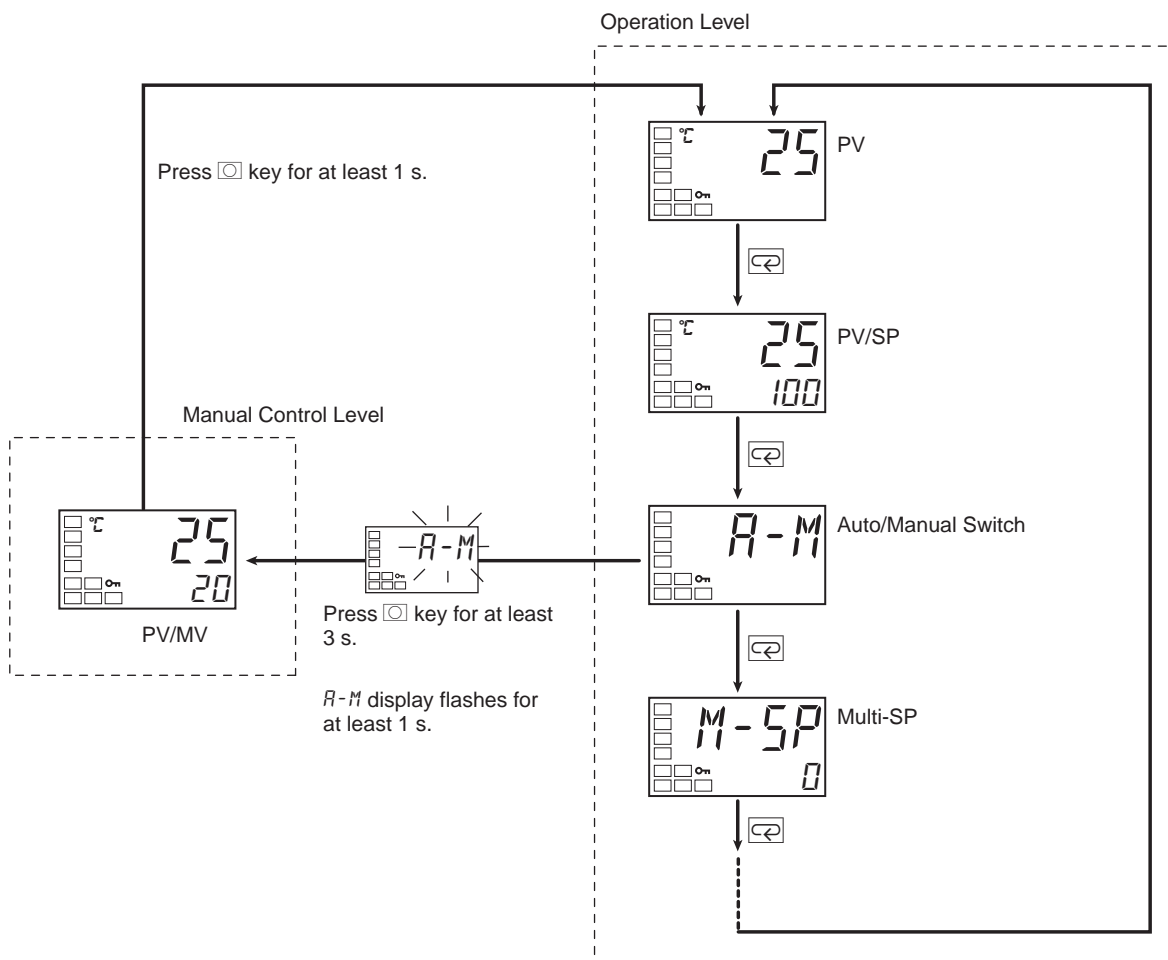 Operation Level
℃ 25
PV
Press key for at least 1 s.
℃ 25
100
PV/SP
Manual Control Level
℃ 25
20
PV/MV
A-M
Press key for at least
3 s.
A-M display flashes for
at least 1 s.
A-M
Auto/Manual Switch
M-SP
0
Multi-SP